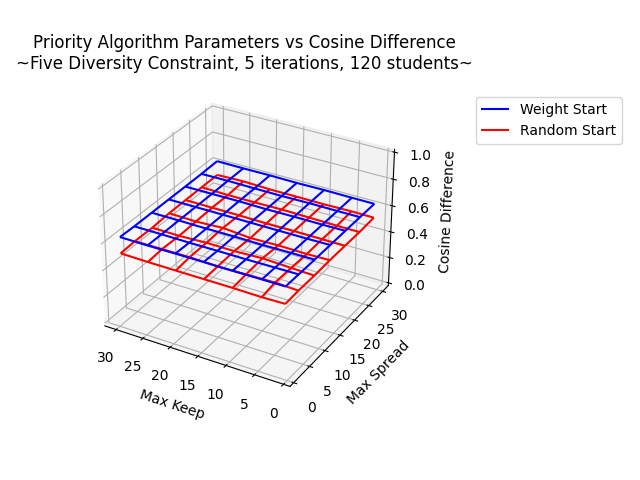 Priority Algorithm Parameters vs Cosine Difference
~Five Diversity Constraint, 5 iterations, 120 students~
Weight Start
Random Start
1.0
0.8
0.6
0.4
0.2
0.0
Cosine Difference
30
25
20
15
10
5
0
Max Spread
30
25
20
15
10
5
0
Max Keep